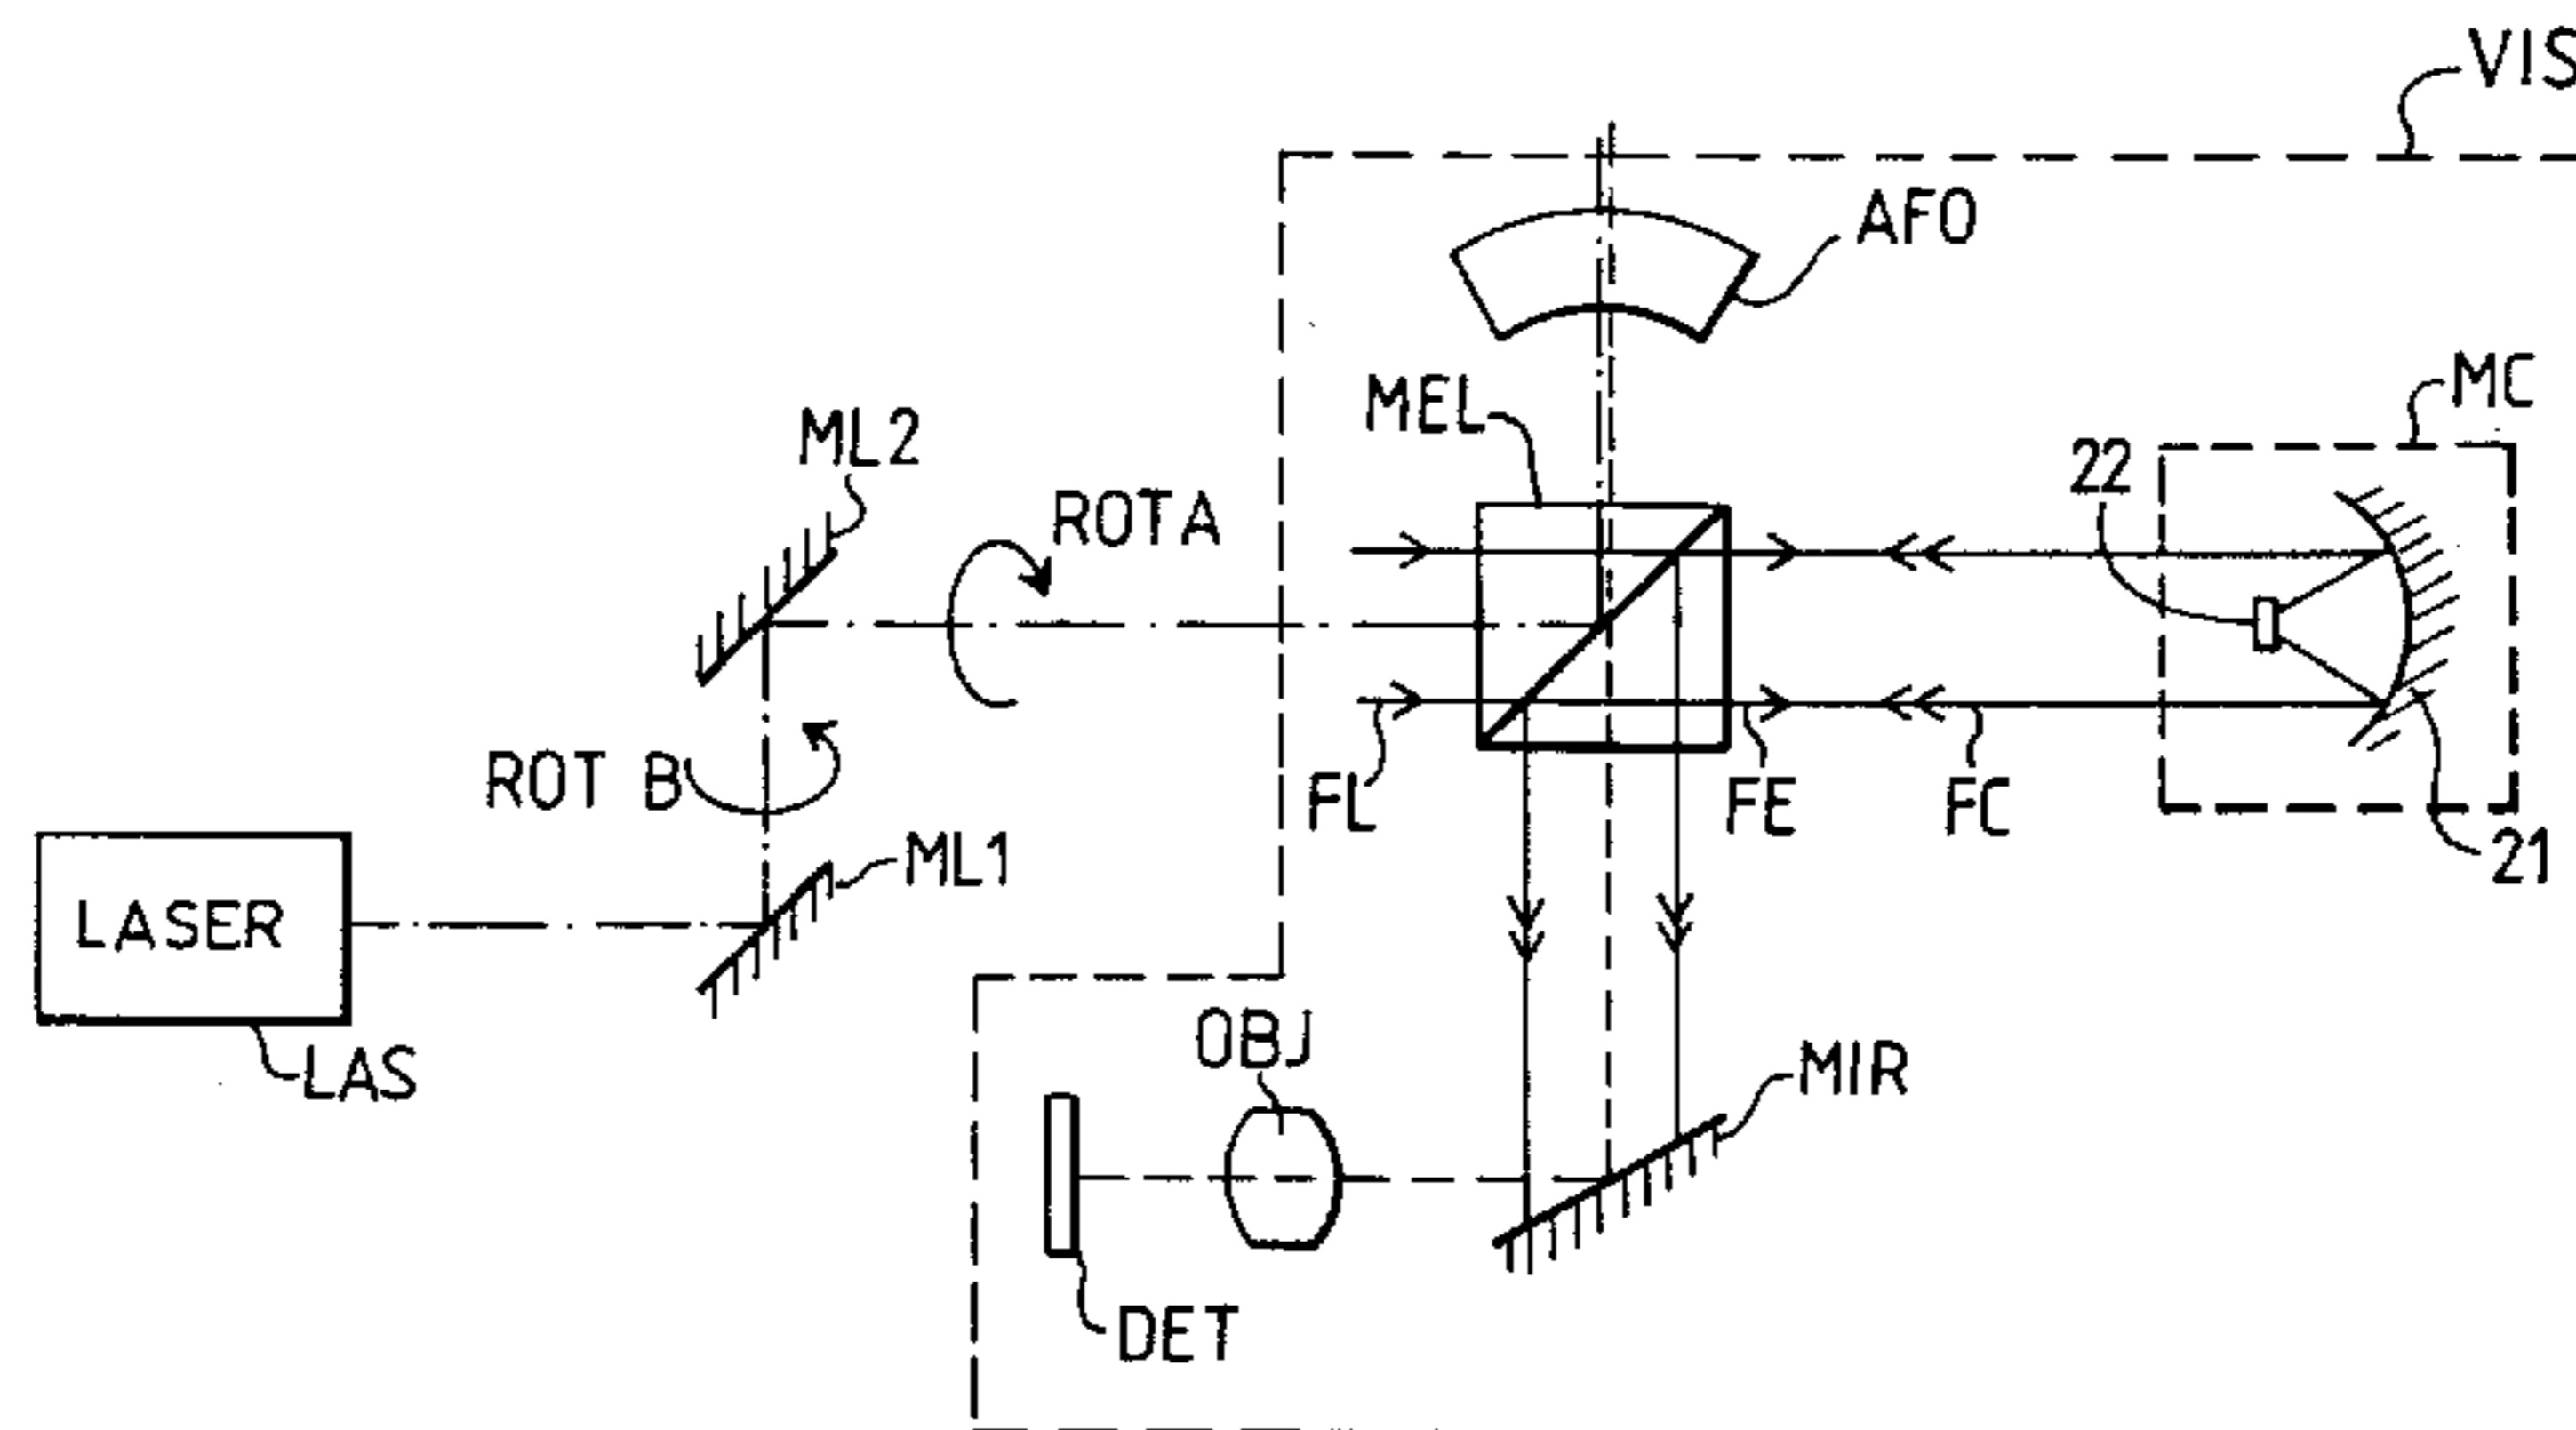 VIS
AFO
MEL
MC
ML2
22
ROTA
ROT B
FL
FE
FC
21
ML1
LASER
LAS
OBJ
MIR
DET